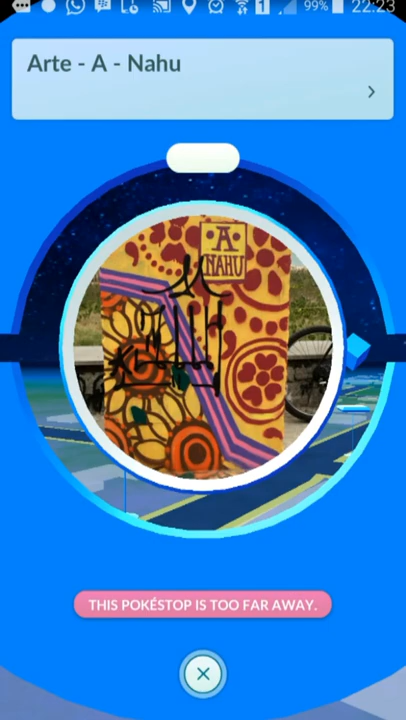 99% 22:23
Arte - A - Nahu
A
NAHU
THIS POKÉSTOP IS TOO FAR AWAY.